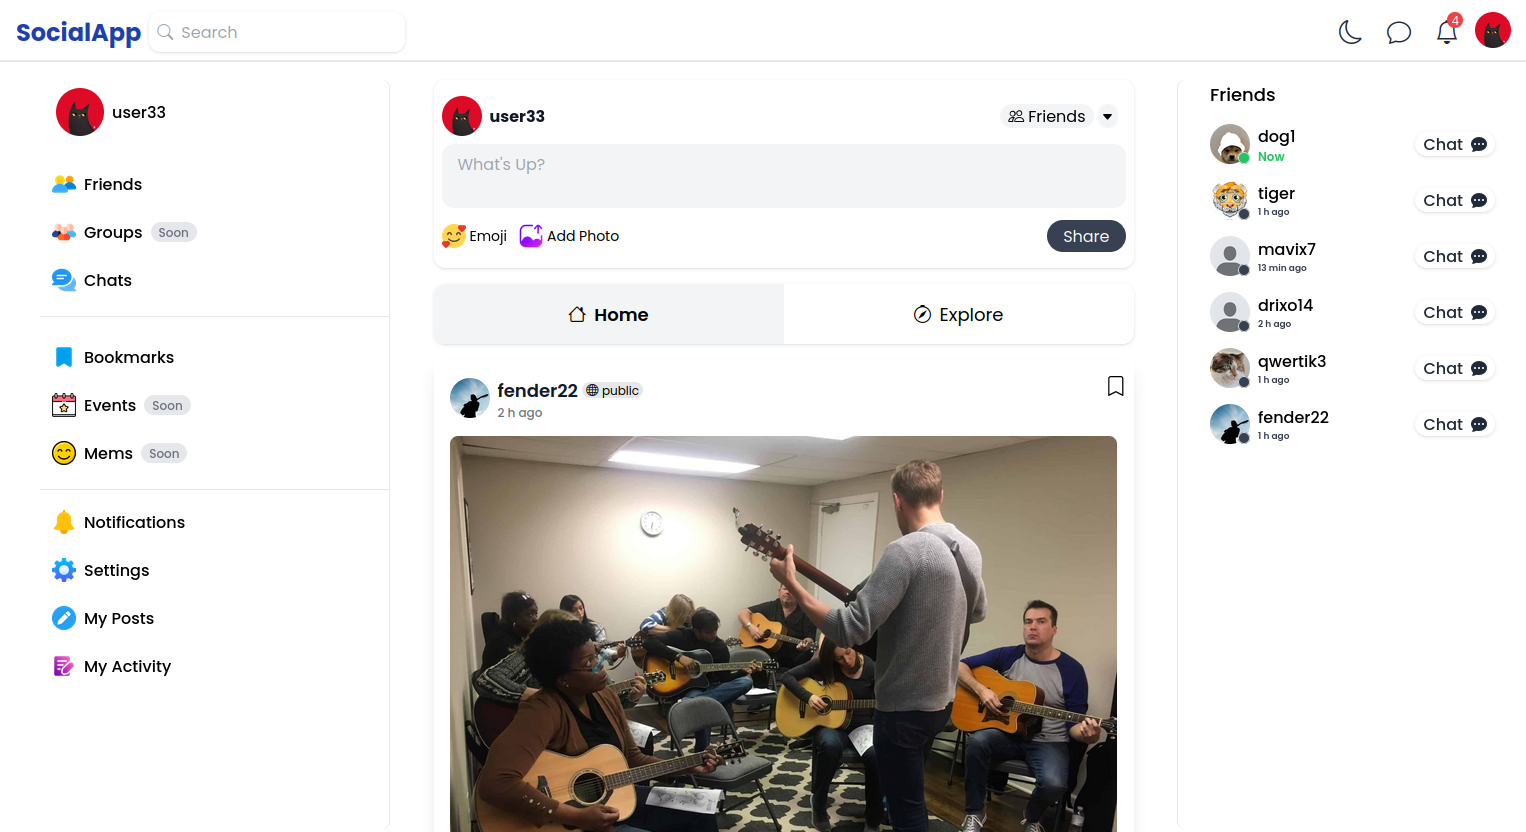 SocialApp
Search
4
user33
Friends
Groups Soon
Chats
Bookmarks
Events Soon
Mems Soon
Notifications
Settings
My Posts
My Activity
user33
Friends
What's Up?
Emoji
Add Photo
Share
Home
Explore
fender22 public
2 h ago
Friends
dog1
Now
Chat
tiger
1 h ago
Chat
mavix7
13 min ago
Chat
drixo14
2 h ago
Chat
qwertik3
1 h ago
Chat
fender22
1 h ago
Chat